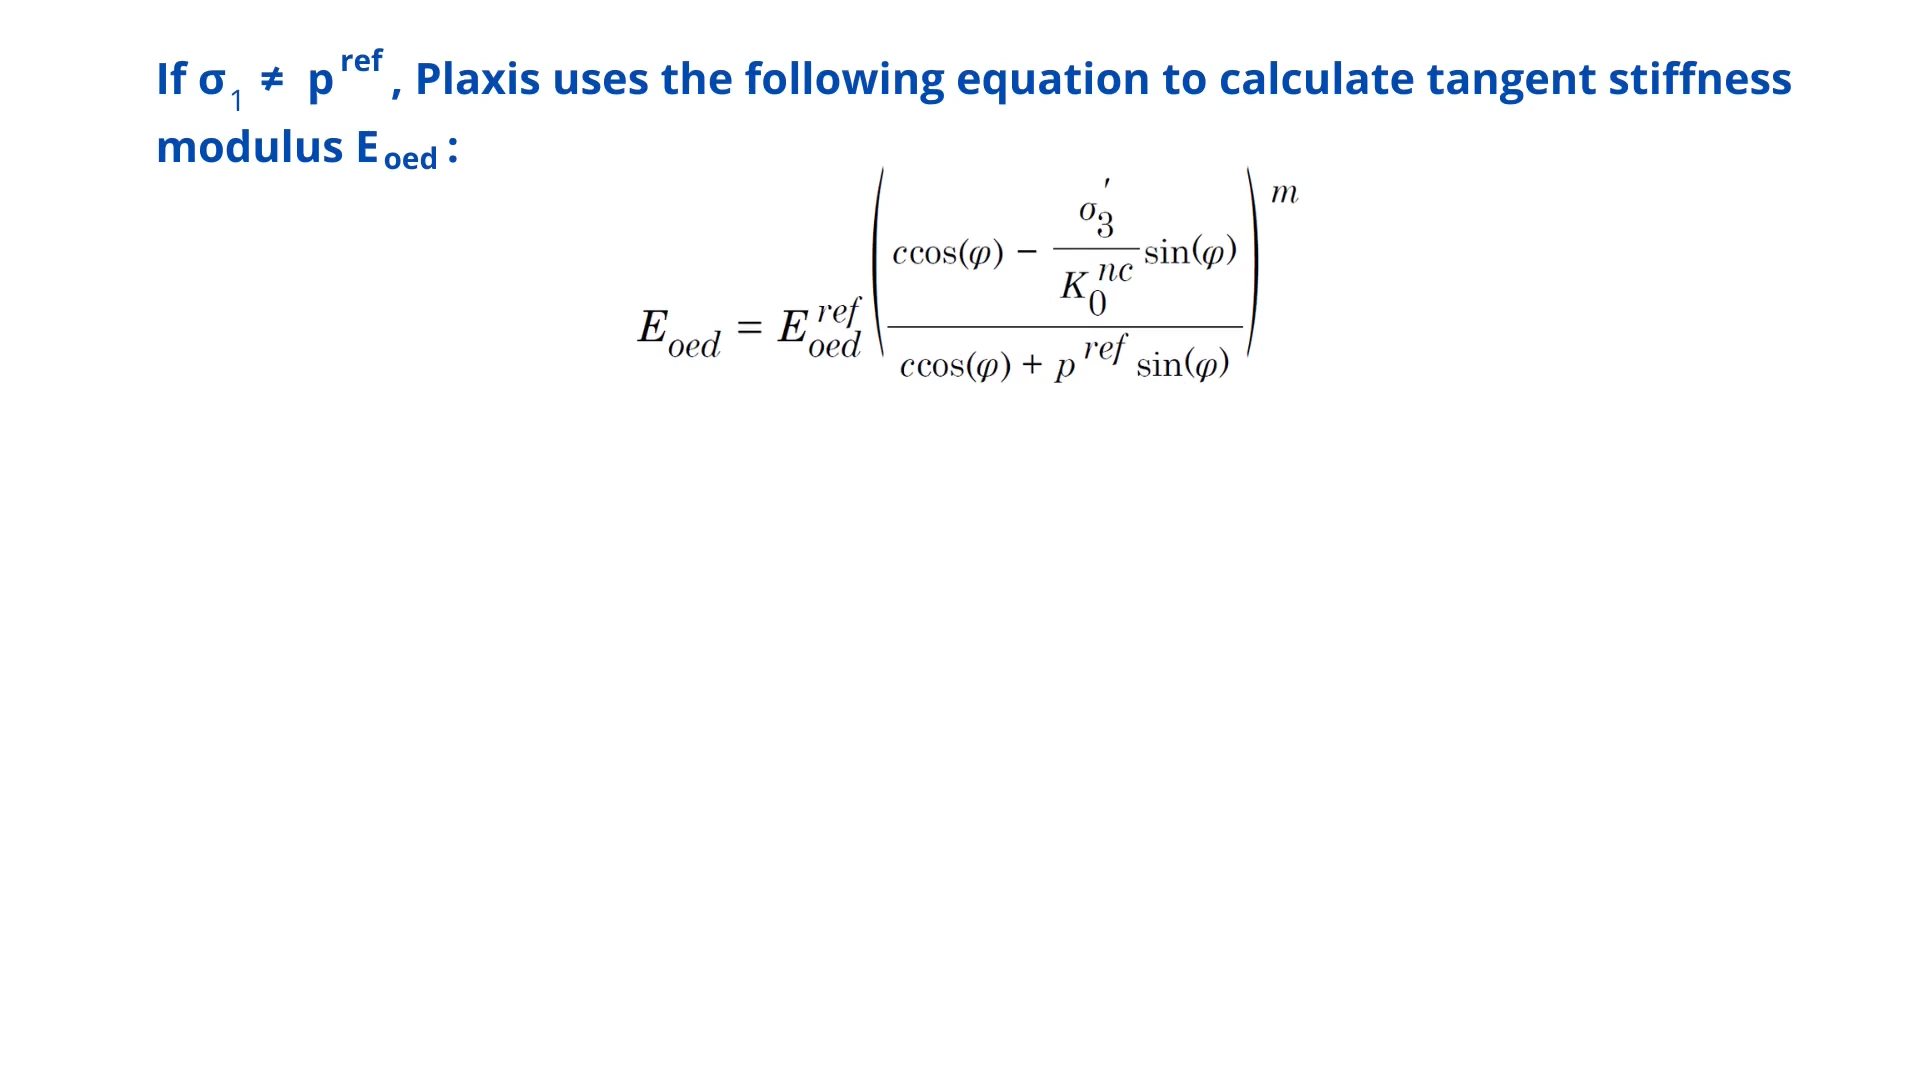 If σ₁ ≠ p^ref, Plaxis uses the following equation to calculate tangent stiffness
modulus E_oed :
E_oed = E_oed^ref ( (c cos(φ) − (σ₃′ / K₀^nc) sin(φ)) / (c cos(φ) + p^ref sin(φ)) )^m